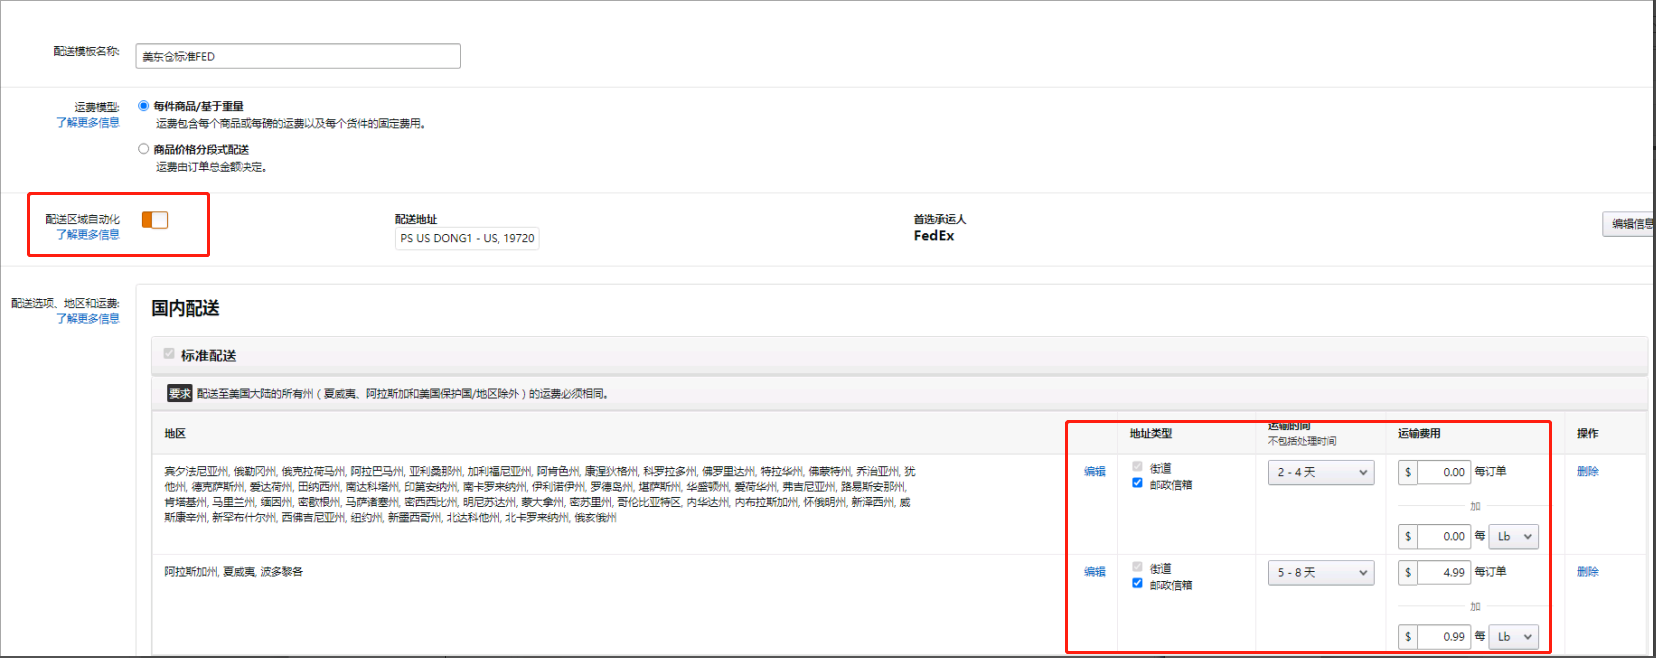 配送模板名称:
美东仓标准FED
运费模型:
了解更多信息
每件商品/基于重量
运费包含每个商品或每磅的运费以及每个货件的固定费用。
商品价格分段式配送
运费由订单总金额决定。
配送区域自动化
了解更多信息
配送地址
PS US DONG1 - US, 19720
首选承运人
FedEx
编辑信息
配送选项、地区和运费:
了解更多信息
国内配送
标准配送
要求 配送至美国大陆的所有州 ( 夏威夷、阿拉斯加和美国保护国/地区除外 ) 的运费必须相同。
地区
地址类型
运输时间
不包括处理时间
运输费用
操作
宾夕法尼亚州, 俄勒冈州, 俄克拉荷马州, 阿拉巴马州, 亚利桑那州, 加利福尼亚州, 阿肯色州, 康涅狄格州, 科罗拉多州, 佛罗里达州, 特拉华州, 佛蒙特州, 乔治亚州, 犹
他州, 德克萨斯州, 爱达荷州, 田纳西州, 南达科塔州, 印第安纳州, 南卡罗来纳州, 伊利诺伊州, 罗德岛州, 堪萨斯州, 华盛顿州, 爱荷华州, 弗吉尼亚州, 路易斯安那州,
肯塔基州, 马里兰州, 缅因州, 密歇根州, 马萨诸塞州, 密西西比州, 明尼苏达州, 蒙大拿州, 密苏里州, 哥伦比亚特区, 内华达州, 内布拉斯加州, 怀俄明州, 新泽西州, 威
斯康辛州, 新罕布什尔州, 西佛吉尼亚州, 纽约州, 新墨西哥州, 北达科他州, 北卡罗来纳州, 俄亥俄州
编辑
街道
邮政信箱
2 - 4 天
$ 0.00 每订单
加
$ 0.00 每 Lb
删除
阿拉斯加州, 夏威夷, 波多黎各
编辑
街道
邮政信箱
5 - 8 天
$ 4.99 每订单
加
$ 0.99 每 Lb
删除